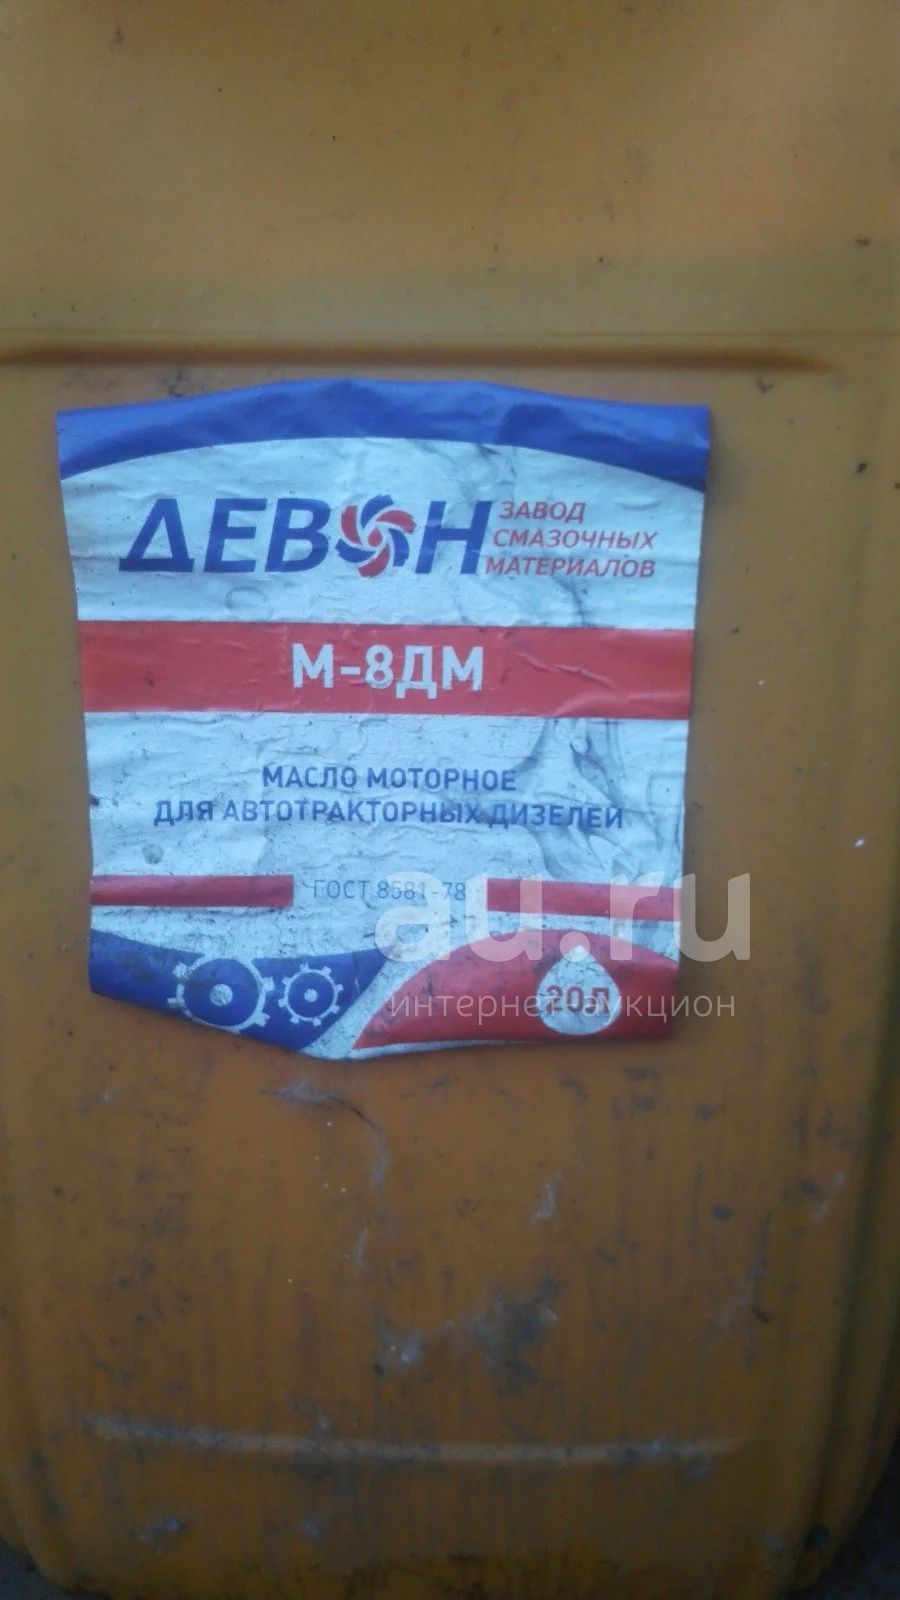 ДЕВОН
ЗАВОД
СМАЗОЧНЫХ
МАТЕРИАЛОВ
М-8ДМ
МАСЛО МОТОРНОЕ
ДЛЯ АВТОТРАКТОРНЫХ ДИЗЕЛЕЙ
ГОСТ 8581-78
au.ru
интернет-аукцион
20Л